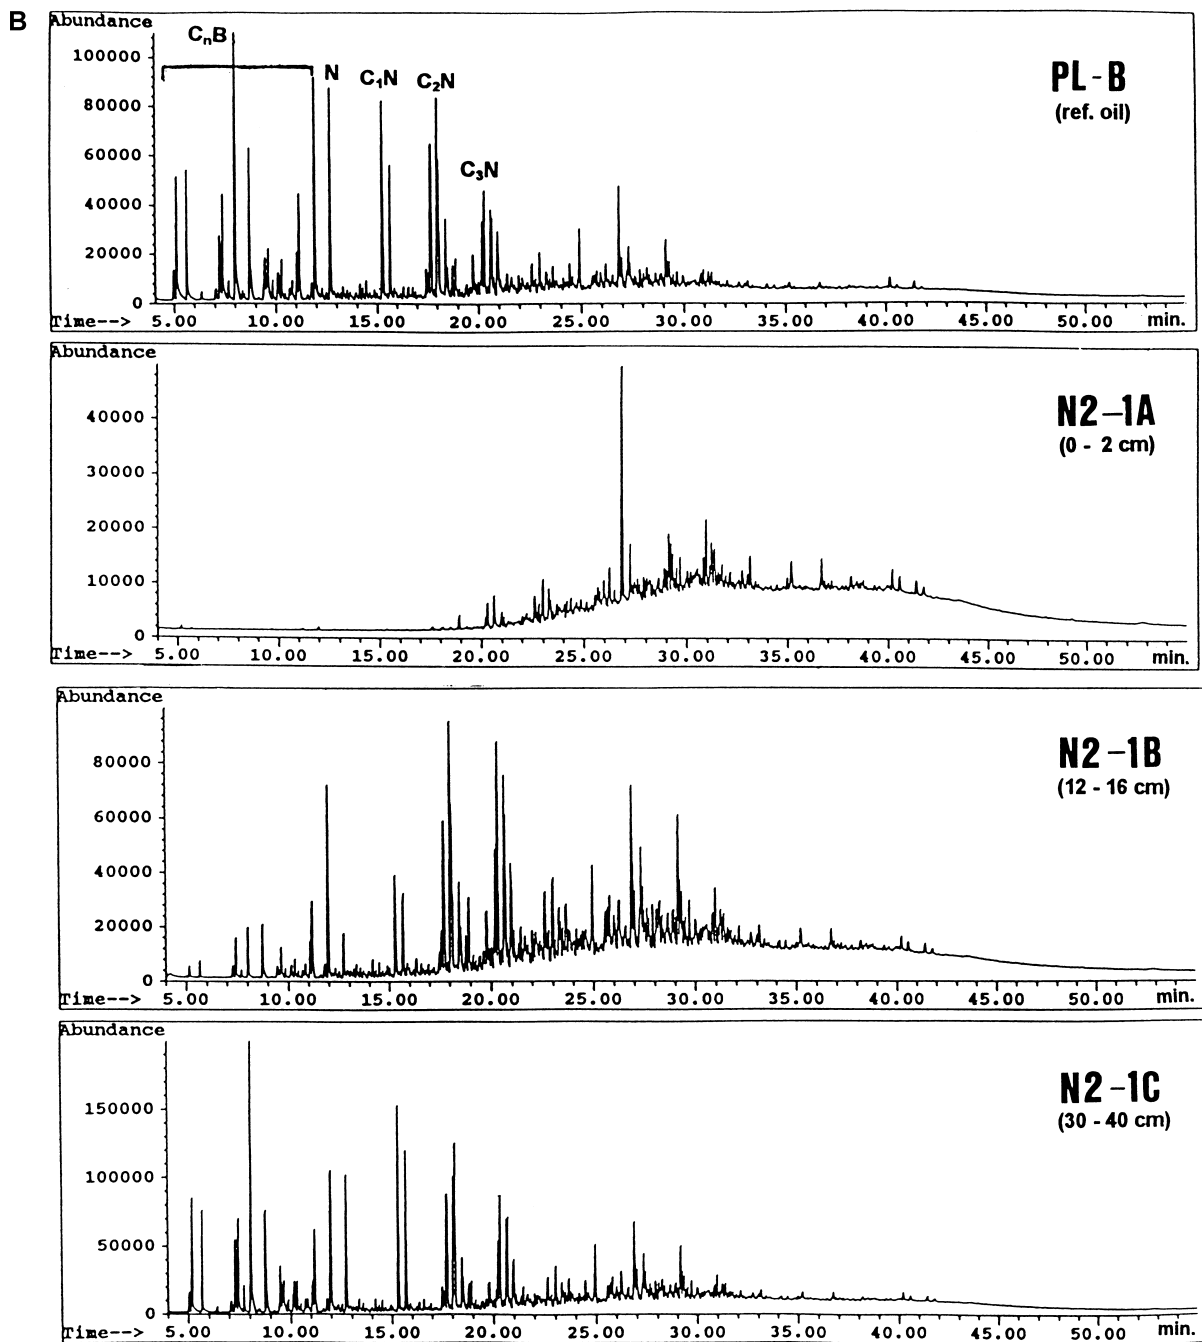 B
Abundance
CnB
N
C1N
C2N
C3N
PL-B
(ref. oil)
100000
80000
60000
40000
20000
0
Time--> 5.00 10.00 15.00 20.00 25.00 30.00 35.00 40.00 45.00 50.00 min.
Abundance
N2-1A
(0 - 2 cm)
40000
30000
20000
10000
0
Time--> 5.00 10.00 15.00 20.00 25.00 30.00 35.00 40.00 45.00 50.00 min.
Abundance
N2-1B
(12 - 16 cm)
80000
60000
40000
20000
0
Time--> 5.00 10.00 15.00 20.00 25.00 30.00 35.00 40.00 45.00 50.00 min.
Abundance
N2-1C
(30 - 40 cm)
150000
100000
50000
0
Time--> 5.00 10.00 15.00 20.00 25.00 30.00 35.00 40.00 45.00 50.00 min.